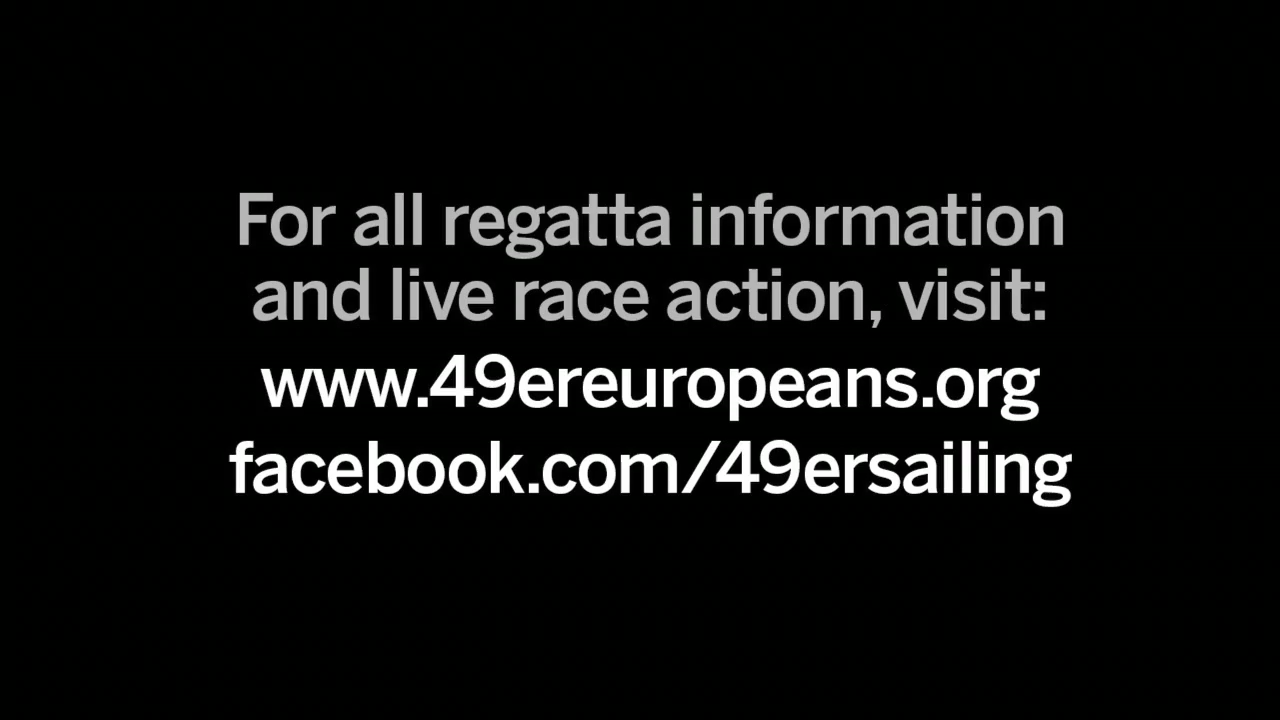 For all regatta information
and live race action, visit:
www.49ereuropeans.org
facebook.com/49ersailing